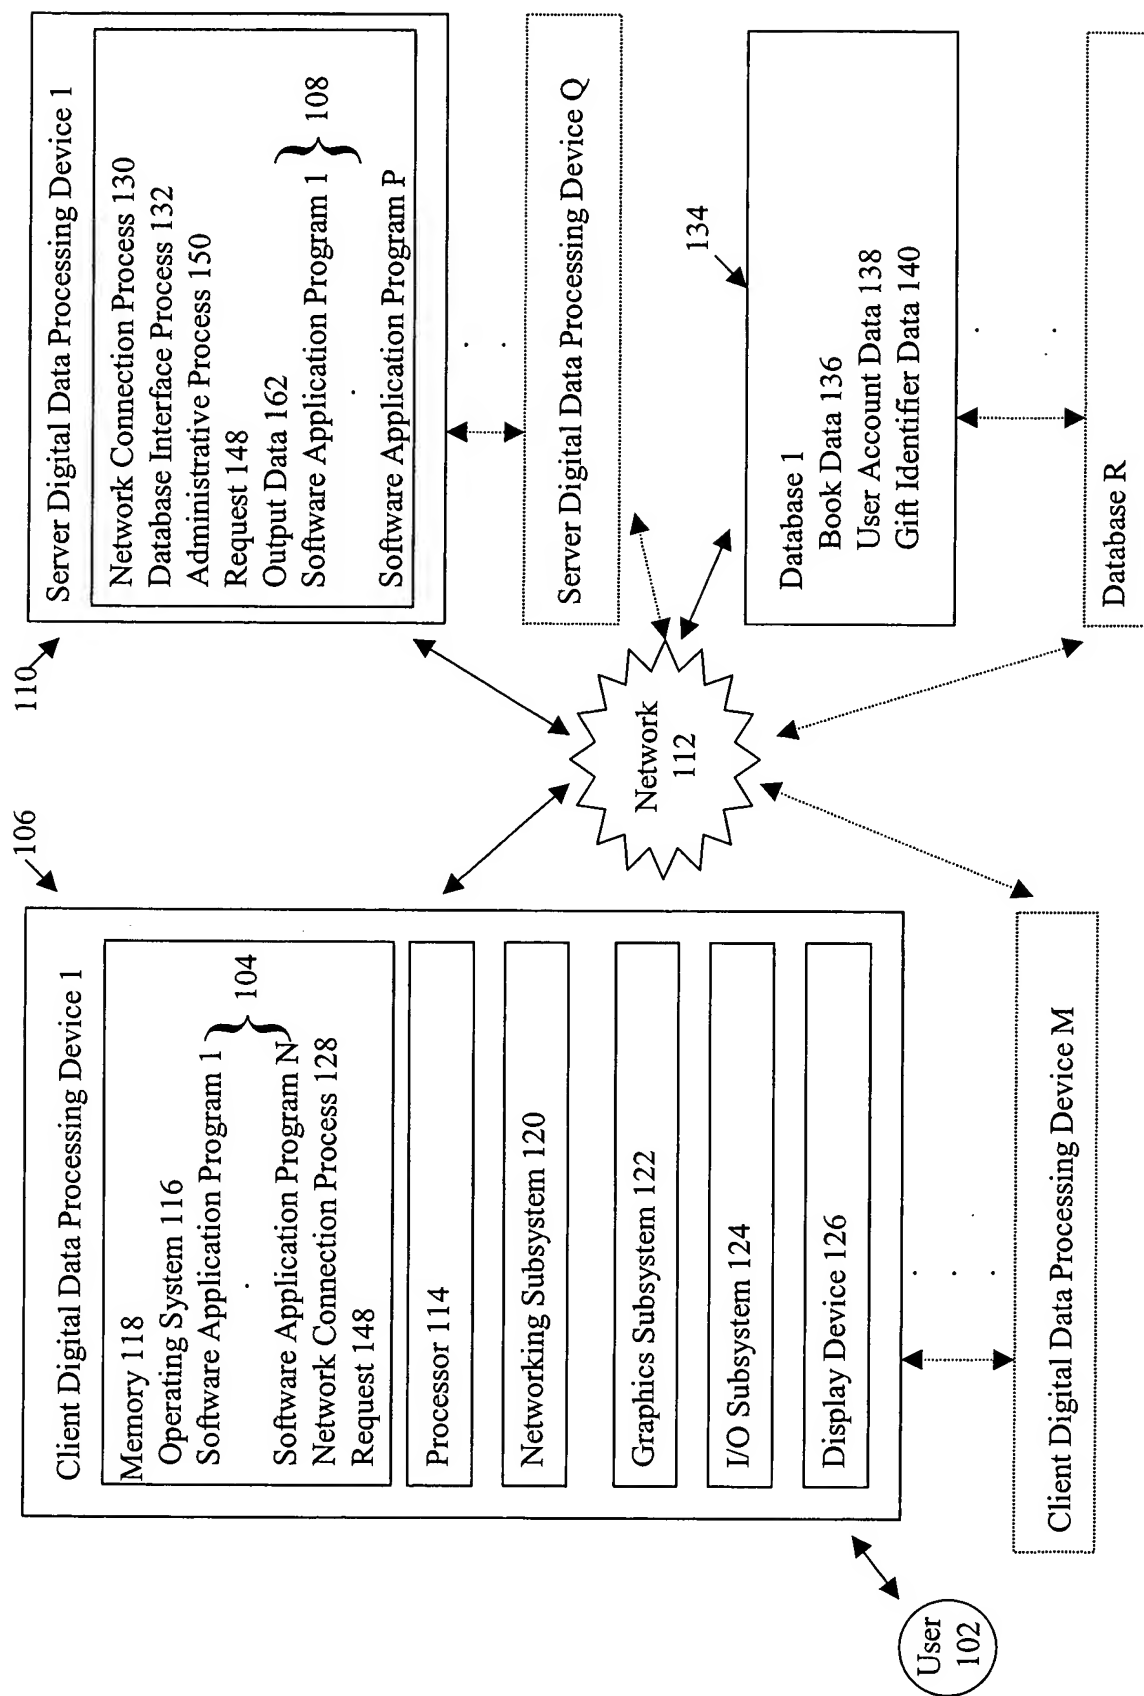 106
Client Digital Data Processing Device 1
Memory 118
Operating System 116
Software Application Program 1
.
Software Application Program N
} 104
Network Connection Process 128
Request 148
Processor 114
Networking Subsystem 120
Graphics Subsystem 122
I/O Subsystem 124
Display Device 126
. . .
Client Digital Data Processing Device M
User
102
Network
112
110
Server Digital Data Processing Device 1
Network Connection Process 130
Database Interface Process 132
Administrative Process 150
Request 148
Output Data 162
Software Application Program 1
.
} 108
Software Application Program P
. . .
Server Digital Data Processing Device Q
134
Database 1
Book Data 136
User Account Data 138
Gift Identifier Data 140
. . .
Database R